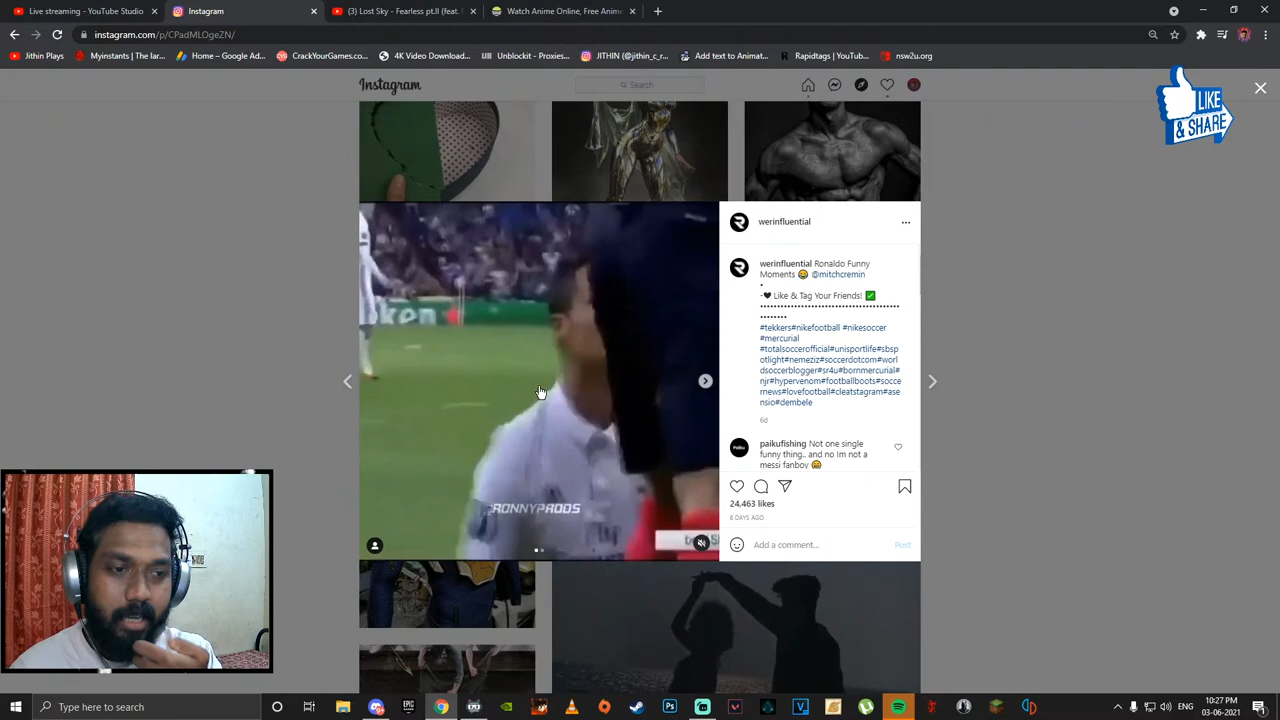 Live streaming - YouTube Studio
Instagram
(3) Lost Sky - Fearless pt.II (feat.
Watch Anime Online, Free Anime
instagram.com/p/CPadMLOgeZN/
Jithin Plays
Myinstants | The lar...
Home – Google Ad...
CrackYourGames.co...
4K Video Download...
Unblockit - Proxies...
JITHIN (@jithin_c_r...
Add text to Animat...
Rapidtags | YouTub...
nsw2u.org
Instagram
Search
LIKE
& SHARE
werinfluential
werinfluential Ronaldo Funny
Moments 😄 @mitchcremin
•
-🖤 Like & Tag Your Friends! ✅
#tekkers#nikefootball #nikesoccer
#mercurial
#totalsoccerofficial#unisportlife#sbsp
otlight#nemeziz#soccerdotcom#worl
dsoccerblogger#sr4u#bornmercurial#
njr#hypervenom#footballboots#socce
rnews#lovefootball#cleatstagram#ase
nsio#dembele
6d
paikufishing Not one single
funny thing.. and no Im not a
messi fanboy 😄
24,463 likes
6 DAYS AGO
Add a comment...
Post
RONNYPRODS
Type here to search
ENG
10:27 PM
03-06-2021